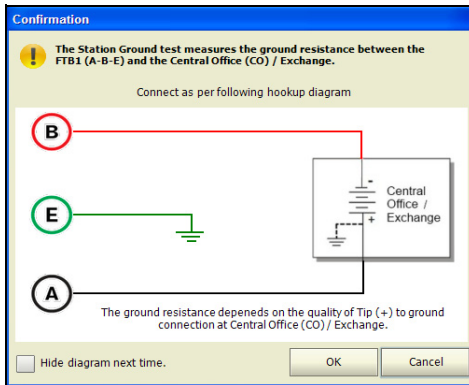 Confirmation
The Station Ground test measures the ground resistance between the
FTB1 (A-B-E) and the Central Office (CO) / Exchange.
Connect as per following hookup diagram
B
-
Central
Office /
Exchange
+
E
A
The ground resistance depeneds on the quality of Tip (+) to ground
connection at Central Office (CO) / Exchange.
Hide diagram next time.
OK
Cancel